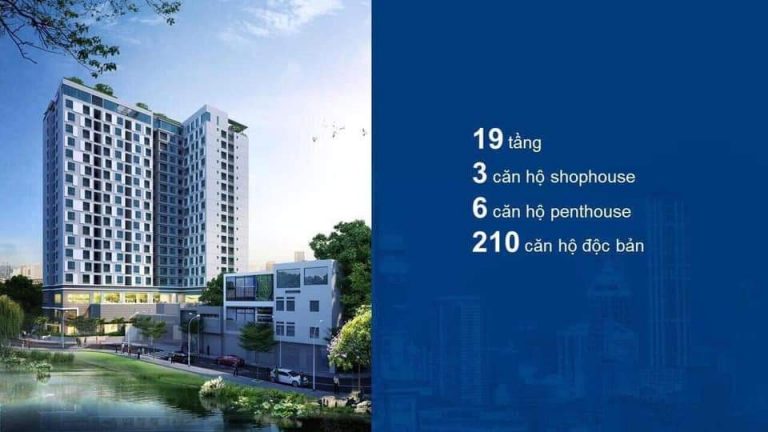 19 tầng
3 căn hộ shophouse
6 căn hộ penthouse
210 căn hộ độc bản